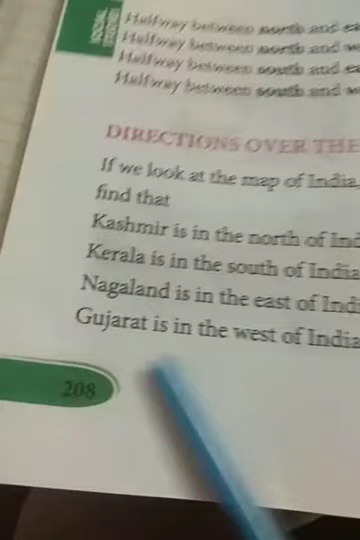 Halfway between north and
Halfway between north and
Halfway between south and
Halfway between south and
DIRECTIONS OVER THE
If we look at the map of India
find that
Kashmir is in the north of Ind
Kerala is in the south of India
Nagaland is in the east of Indi
Gujarat is in the west of India
208